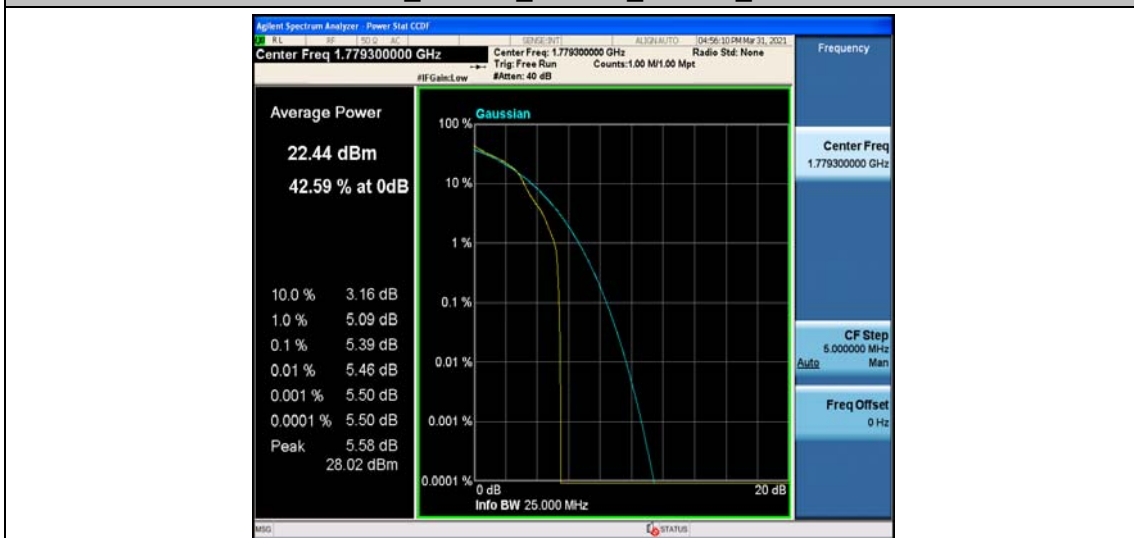 Agilent Spectrum Analyzer - Power Stat CCDF
RL RF 50 Ω AC SENSE:INT ALIGN AUTO 04:56:10 PM Mar 31, 2021
Center Freq 1.779300000 GHz
Center Freq: 1.779300000 GHz Radio Std: None
Trig: Free Run Counts:1.00 M/1.00 Mpt
#IFGain:Low #Atten: 40 dB
Frequency
Average Power
22.44 dBm
42.59 % at 0dB
10.0 % 3.16 dB
1.0 % 5.09 dB
0.1 % 5.39 dB
0.01 % 5.46 dB
0.001 % 5.50 dB
0.0001 % 5.50 dB
Peak 5.58 dB
28.02 dBm
Gaussian
100 %
10 %
1 %
0.1 %
0.01 %
0.001 %
0.0001 %
0 dB 20 dB
Info BW 25.000 MHz
Center Freq
1.779300000 GHz
CF Step
5.000000 MHz
Auto Man
Freq Offset
0 Hz
MSG STATUS